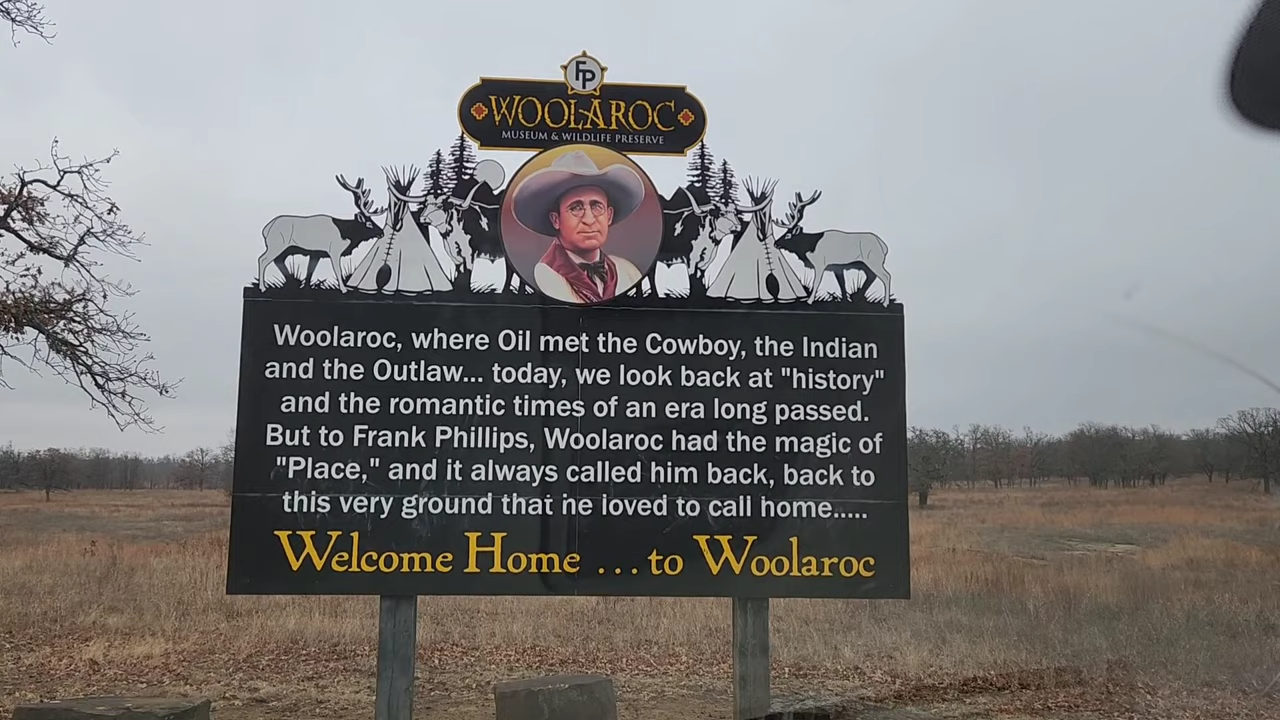 FP
WOOLAROC
MUSEUM & WILDLIFE PRESERVE
Woolaroc, where Oil met the Cowboy, the Indian
and the Outlaw... today, we look back at "history"
and the romantic times of an era long passed.
But to Frank Phillips, Woolaroc had the magic of
"Place," and it always called him back, back to
this very ground that he loved to call home.....
Welcome Home ... to Woolaroc